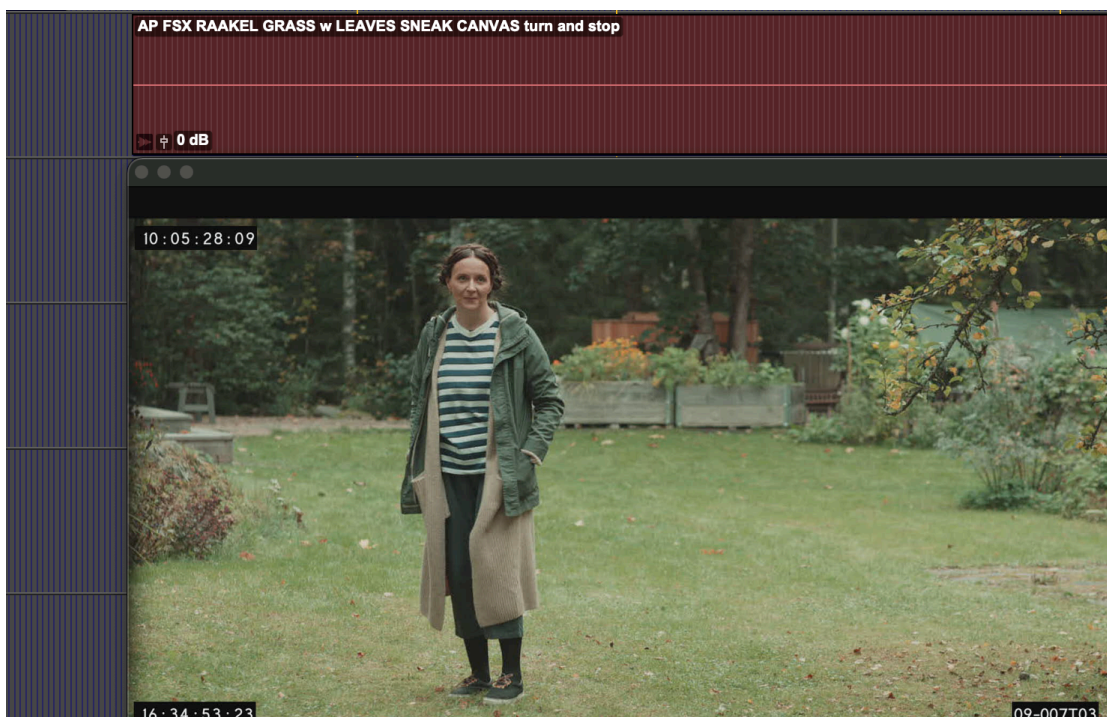 AP FSX RAAKEL GRASS w LEAVES SNEAK CANVAS turn and stop
0 dB
10:05:28:09
16:34:53:23
09-007T03